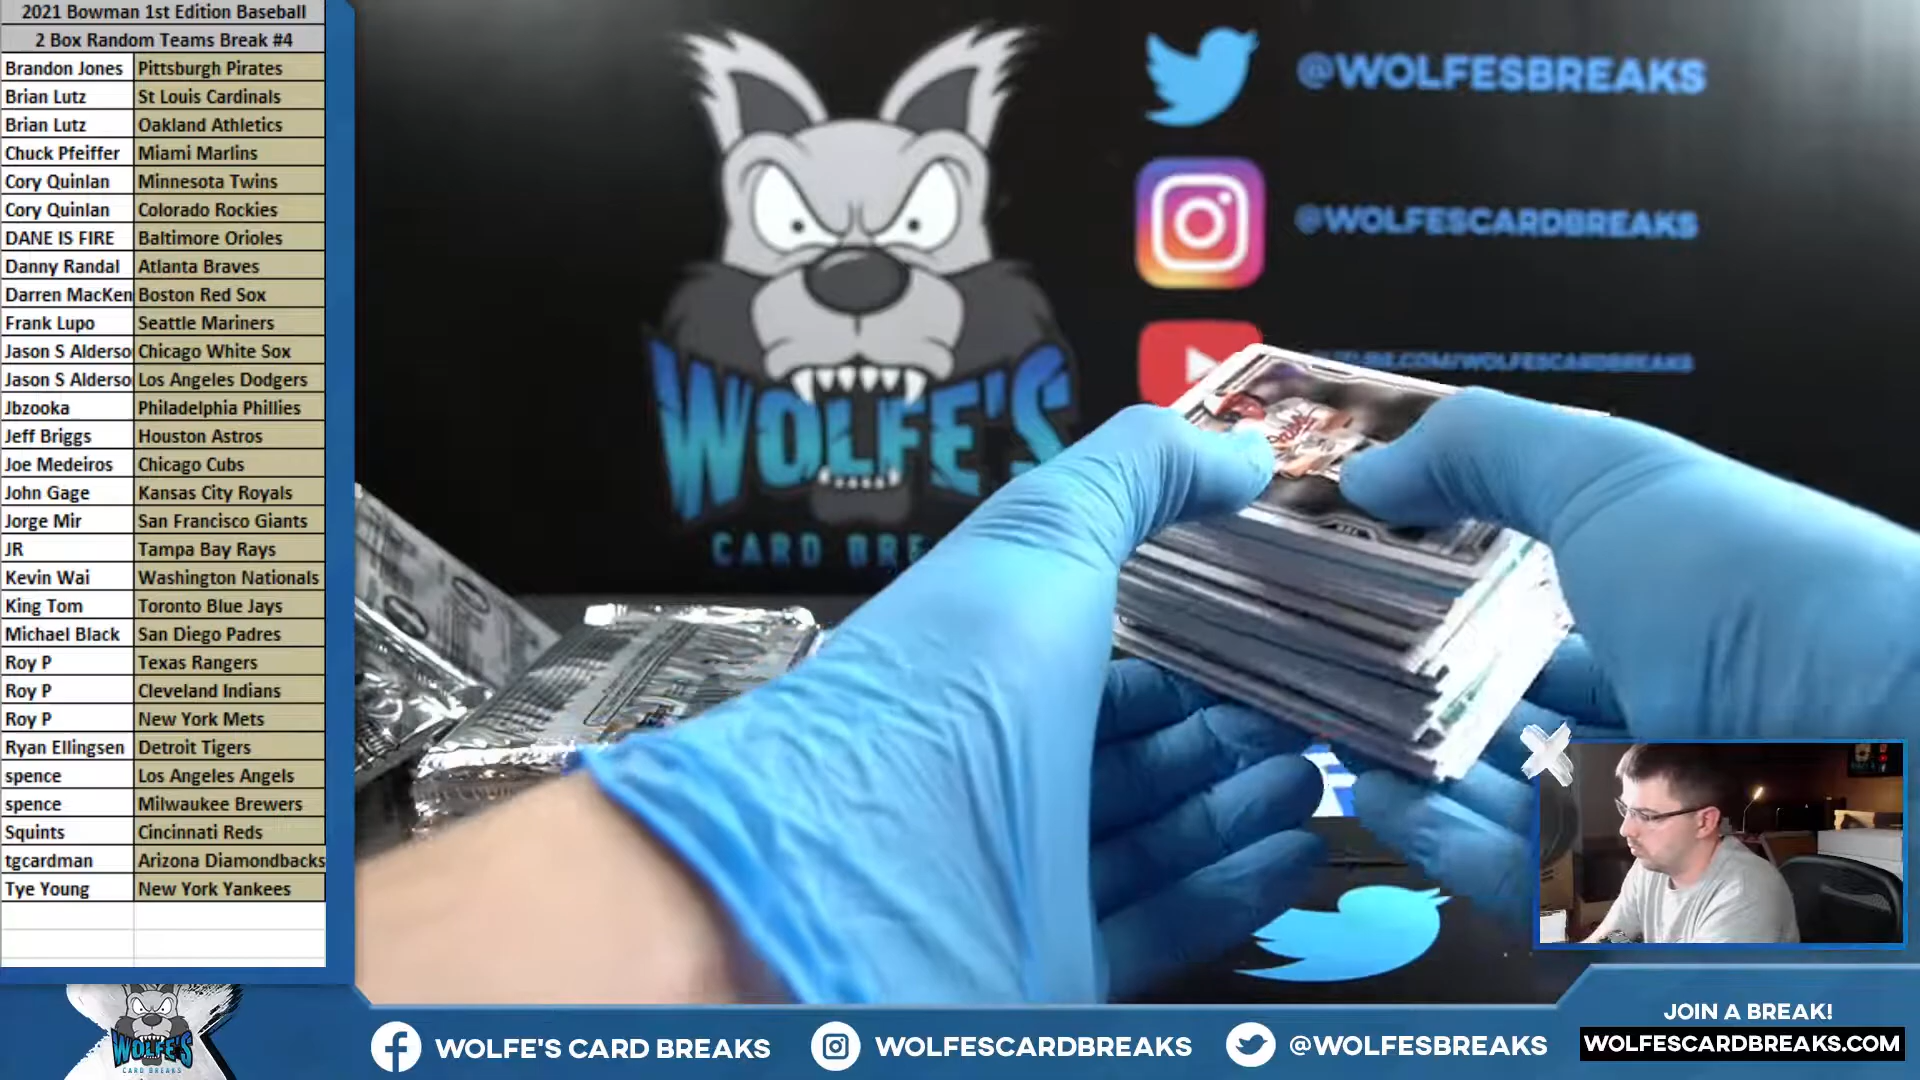 2021 Bowman 1st Edition Baseball
2 Box Random Teams Break #4
Brandon Jones Pittsburgh Pirates
Brian Lutz St Louis Cardinals
Brian Lutz Oakland Athletics
Chuck Pfeiffer Miami Marlins
Cory Quinlan Minnesota Twins
Cory Quinlan Colorado Rockies
DANE IS FIRE Baltimore Orioles
Danny Randal Atlanta Braves
Darren MacKen Boston Red Sox
Frank Lupo Seattle Mariners
Jason S Alderso Chicago White Sox
Jason S Alderso Los Angeles Dodgers
Jbzooka Philadelphia Phillies
Jeff Briggs Houston Astros
Joe Medeiros Chicago Cubs
John Gage Kansas City Royals
Jorge Mir San Francisco Giants
JR Tampa Bay Rays
Kevin Wai Washington Nationals
King Tom Toronto Blue Jays
Michael Black San Diego Padres
Roy P Texas Rangers
Roy P Cleveland Indians
Roy P New York Mets
Ryan Ellingsen Detroit Tigers
spence Los Angeles Angels
spence Milwaukee Brewers
Squints Cincinnati Reds
tgcardman Arizona Diamondbacks
Tye Young New York Yankees
@WOLFESBREAKS
@WOLFESCARDBREAKS
WOLFE'S
CARD BRE
WOLFE'S
CARD BREAKS
WOLFE'S CARD BREAKS
WOLFESCARDBREAKS
@WOLFESBREAKS
JOIN A BREAK!
WOLFESCARDBREAKS.COM